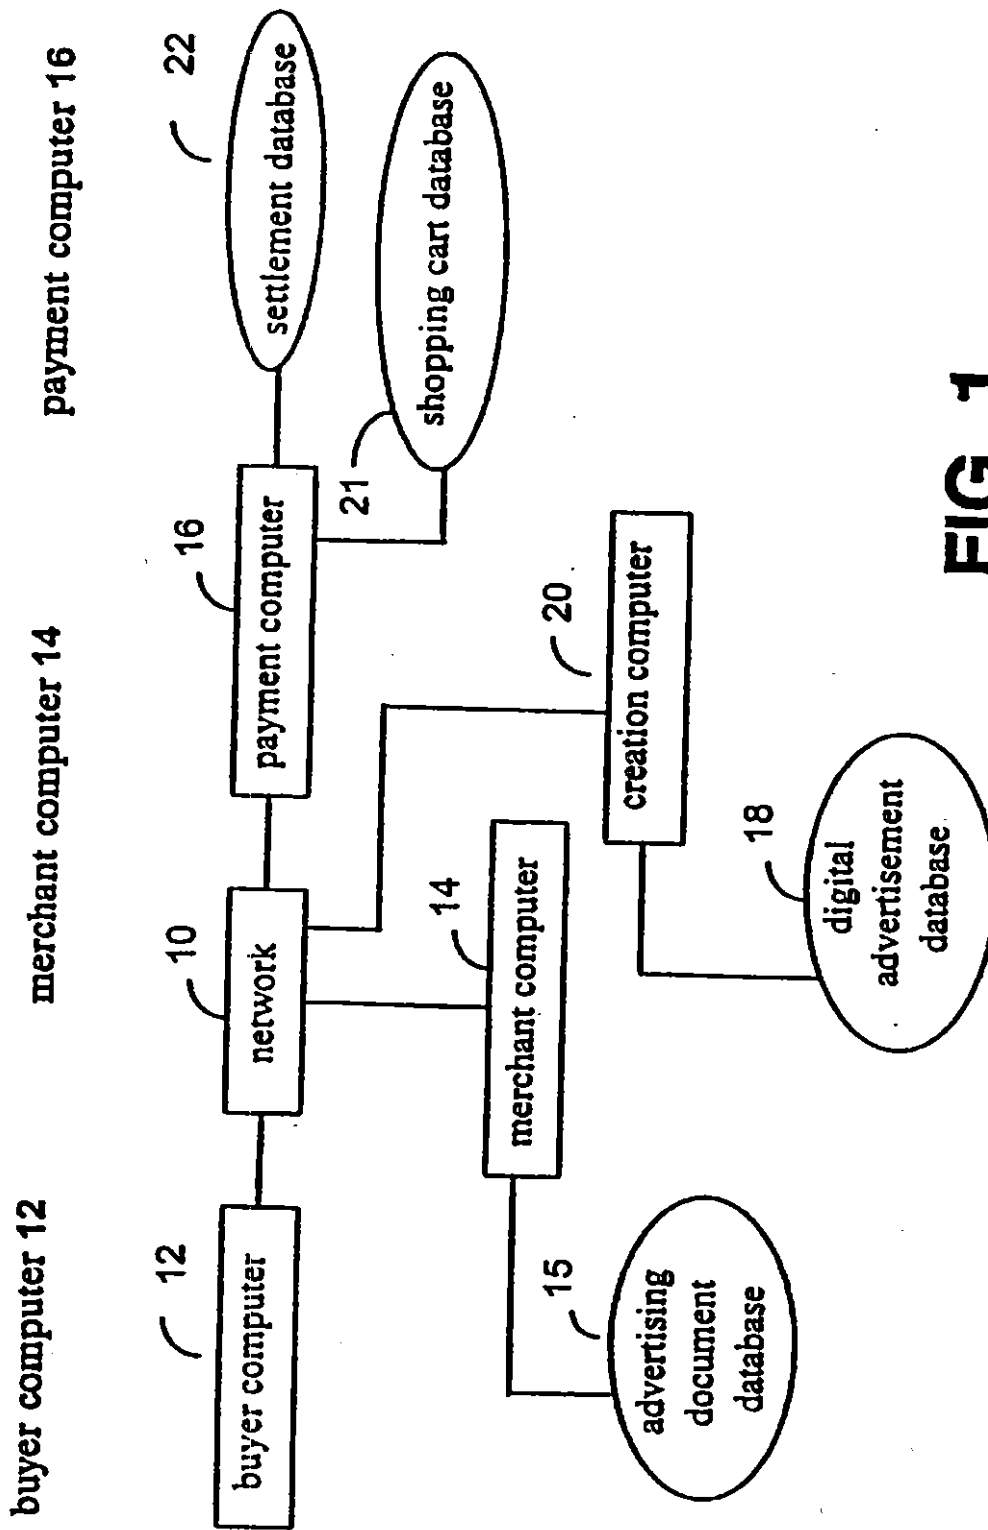 buyer computer 12
merchant computer 14
payment computer 16
12
buyer computer
10
network
16
payment computer
22
settlement database
21
shopping cart database
14
merchant computer
20
creation computer
15
advertising
document
database
18
digital
advertisement
database
FIG. 1